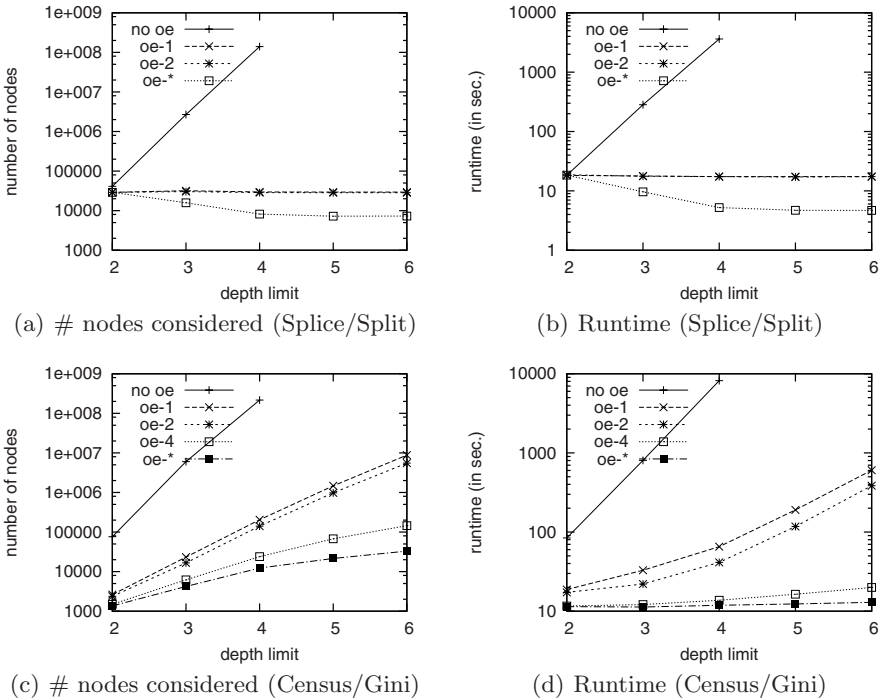 number of nodes
1e+009
1e+008
1e+007
1e+006
100000
10000
1000
no oe
oe-1
oe-2
oe-*
2 3 4 5 6
depth limit
(a) # nodes considered (Splice/Split)
runtime (in sec.)
10000
1000
100
10
1
no oe
oe-1
oe-2
oe-*
2 3 4 5 6
depth limit
(b) Runtime (Splice/Split)
number of nodes
1e+009
1e+008
1e+007
1e+006
100000
10000
1000
no oe
oe-1
oe-2
oe-4
oe-*
2 3 4 5 6
depth limit
(c) # nodes considered (Census/Gini)
runtime (in sec.)
10000
1000
100
10
no oe
oe-1
oe-2
oe-4
oe-*
2 3 4 5 6
depth limit
(d) Runtime (Census/Gini)